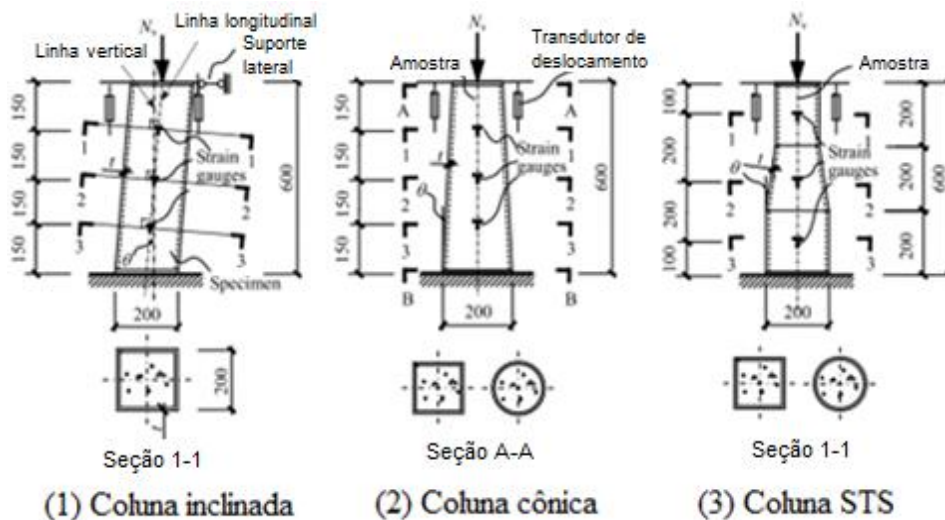 Nᵥ
Linha longitudinal
Suporte
lateral
Linha vertical
150
150
150
150
1
1
2
2
3
3
t
θ
Strain
gauges
Specimen
600
200
200
Seção 1-1
(1) Coluna inclinada
Nᵥ
Amostra
Transdutor de
deslocamento
150
150
150
150
A
A
1
1
2
2
3
3
B
B
t
θ
Strain
gauges
600
200
Seção A-A
(2) Coluna cônica
Nᵥ
Amostra
100
200
200
100
1
1
2
2
3
3
t
θ
Strain
gauges
200
200
200
600
200
Seção 1-1
(3) Coluna STS